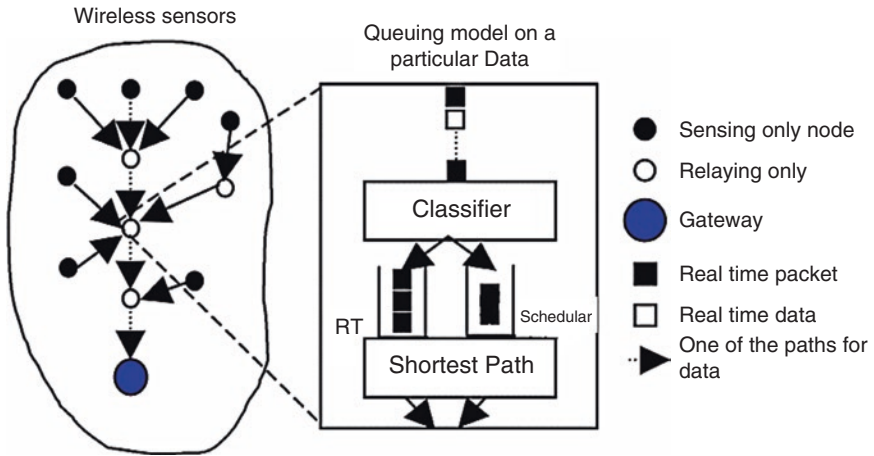 Wireless sensors
Queuing model on a
particular Data
Classifier
RT
Schedular
Shortest Path
Sensing only node
Relaying only
Gateway
Real time packet
Real time data
One of the paths for
data